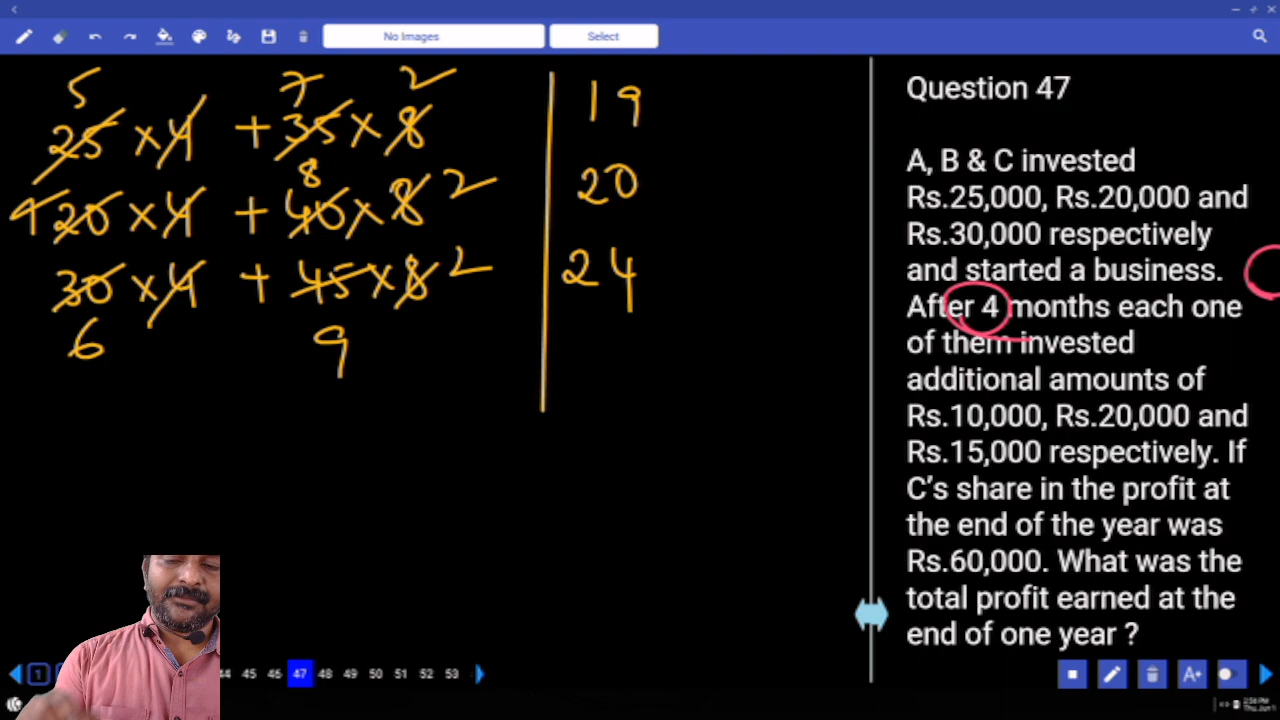 No Images
Select
5 7 2
25 × 4 + 35 × 8
19
8
4 20 × 4 + 40 × 8 2
20
30 × 4 + 45 × 8 2
24
6 9
Question 47
A, B & C invested
Rs.25,000, Rs.20,000 and
Rs.30,000 respectively
and started a business.
After 4 months each one
of them invested
additional amounts of
Rs.10,000, Rs.20,000 and
Rs.15,000 respectively. If
C's share in the profit at
the end of the year was
Rs.60,000. What was the
total profit earned at the
end of one year ?
1
45 46 47 48 49 50 51 52 53
A+